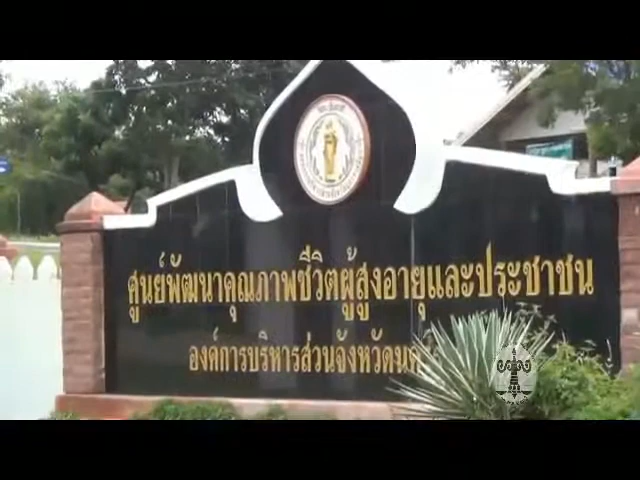 ศูนย์พัฒนาคุณภาพชีวิตผู้สูงอายุและประชาชน
องค์การบริหารส่วนจังหวัด